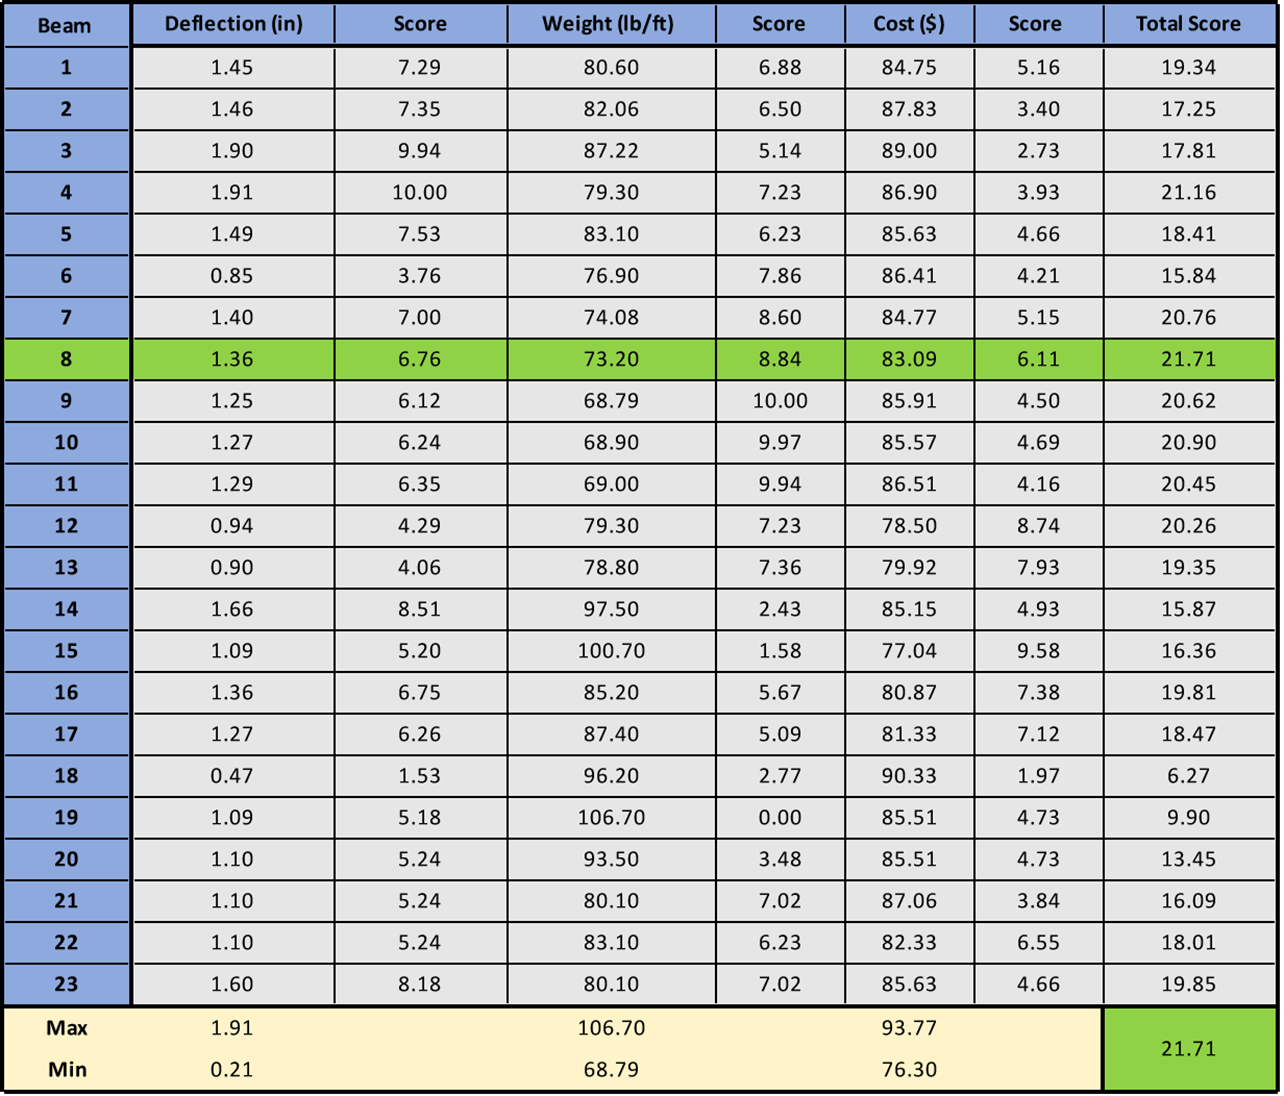 Beam Deflection (in) Score Weight (lb/ft) Score Cost ($) Score Total Score
1 1.45 7.29 80.60 6.88 84.75 5.16 19.34
2 1.46 7.35 82.06 6.50 87.83 3.40 17.25
3 1.90 9.94 87.22 5.14 89.00 2.73 17.81
4 1.91 10.00 79.30 7.23 86.90 3.93 21.16
5 1.49 7.53 83.10 6.23 85.63 4.66 18.41
6 0.85 3.76 76.90 7.86 86.41 4.21 15.84
7 1.40 7.00 74.08 8.60 84.77 5.15 20.76
8 1.36 6.76 73.20 8.84 83.09 6.11 21.71
9 1.25 6.12 68.79 10.00 85.91 4.50 20.62
10 1.27 6.24 68.90 9.97 85.57 4.69 20.90
11 1.29 6.35 69.00 9.94 86.51 4.16 20.45
12 0.94 4.29 79.30 7.23 78.50 8.74 20.26
13 0.90 4.06 78.80 7.36 79.92 7.93 19.35
14 1.66 8.51 97.50 2.43 85.15 4.93 15.87
15 1.09 5.20 100.70 1.58 77.04 9.58 16.36
16 1.36 6.75 85.20 5.67 80.87 7.38 19.81
17 1.27 6.26 87.40 5.09 81.33 7.12 18.47
18 0.47 1.53 96.20 2.77 90.33 1.97 6.27
19 1.09 5.18 106.70 0.00 85.51 4.73 9.90
20 1.10 5.24 93.50 3.48 85.51 4.73 13.45
21 1.10 5.24 80.10 7.02 87.06 3.84 16.09
22 1.10 5.24 83.10 6.23 82.33 6.55 18.01
23 1.60 8.18 80.10 7.02 85.63 4.66 19.85
Max 1.91 106.70 93.77
21.71
Min 0.21 68.79 76.30